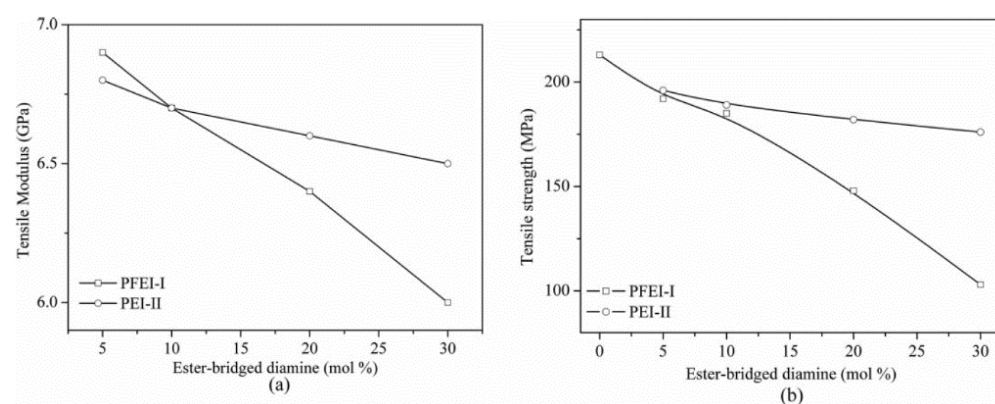 7.0
6.5
6.0
Tensile Modulus (GPa)
PFEI-I
PEI-II
5 10 15 20 25 30
Ester-bridged diamine (mol %)
(a)
200
150
100
Tensile strength (MPa)
PFEI-I
PEI-II
0 5 10 15 20 25 30
Ester-bridged diamine (mol %)
(b)